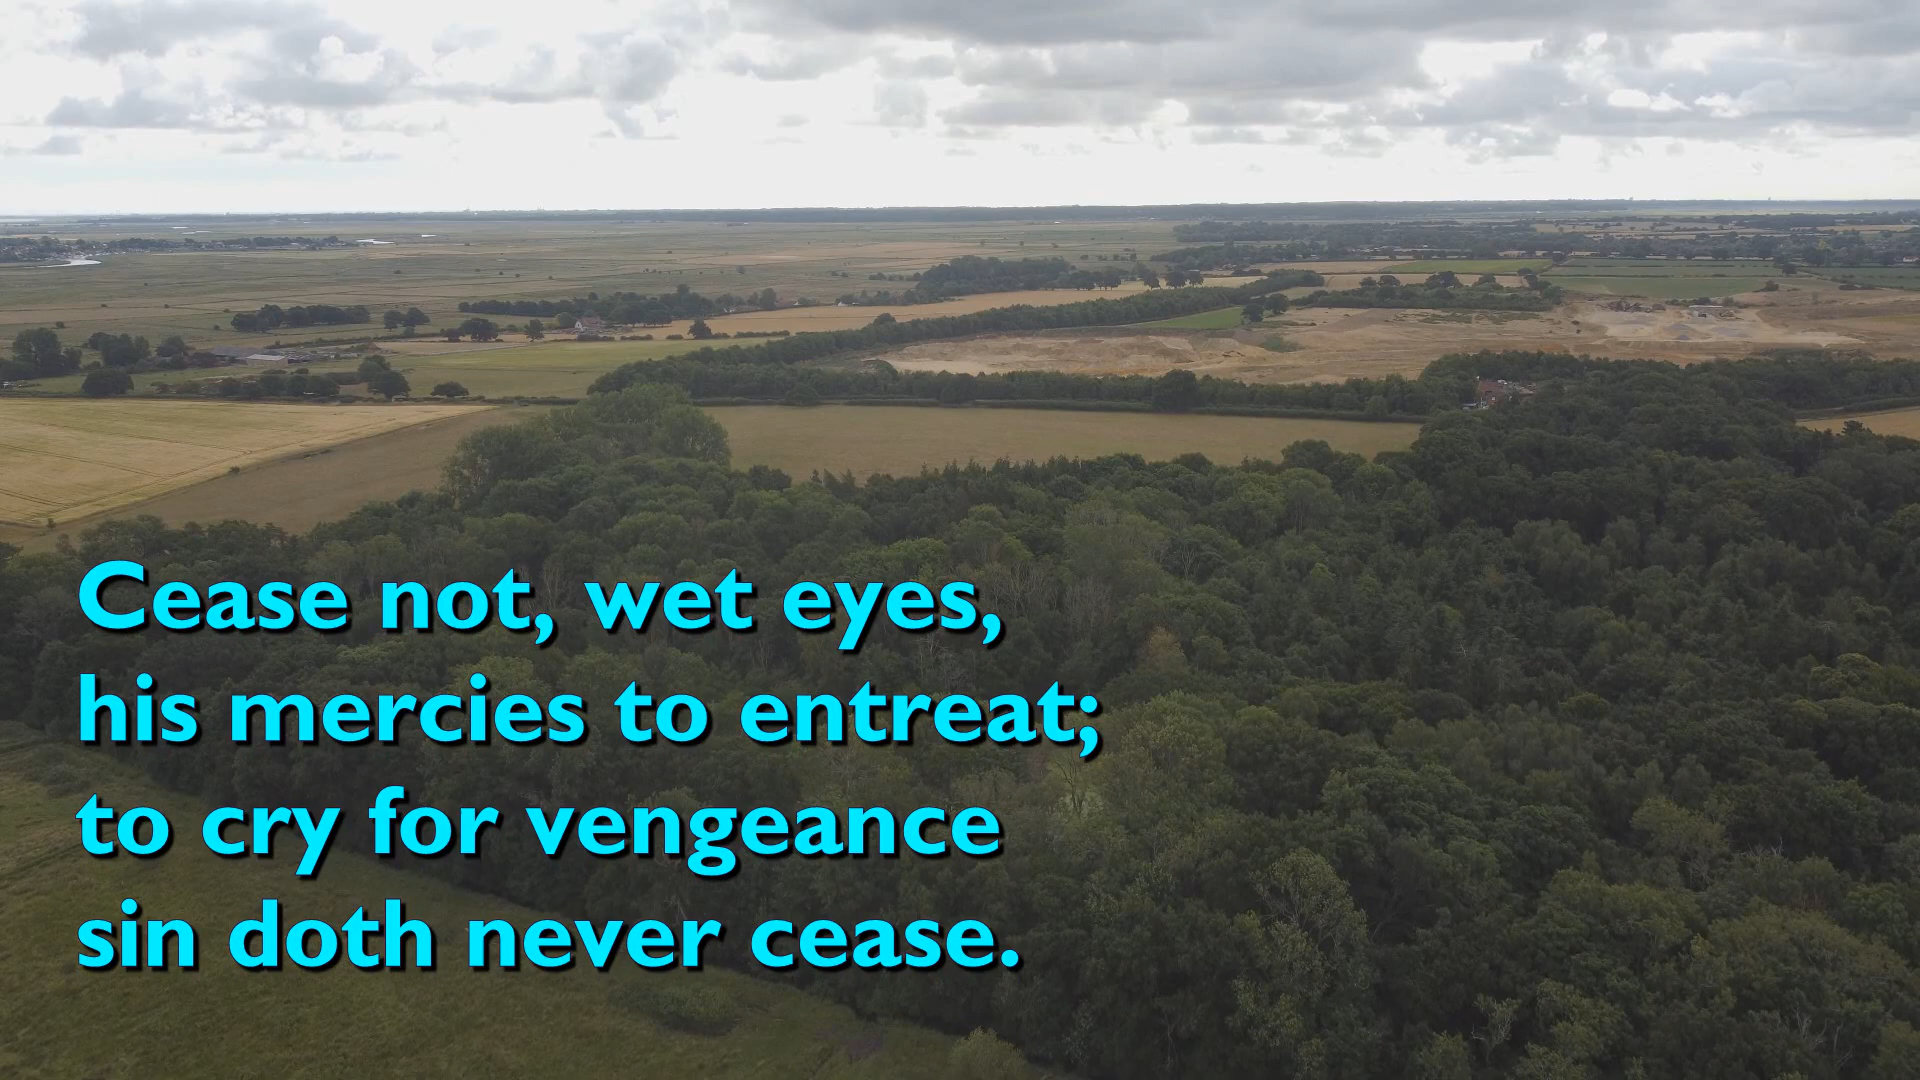 Cease not, wet eyes,
his mercies to entreat;
to cry for vengeance
sin doth never cease.